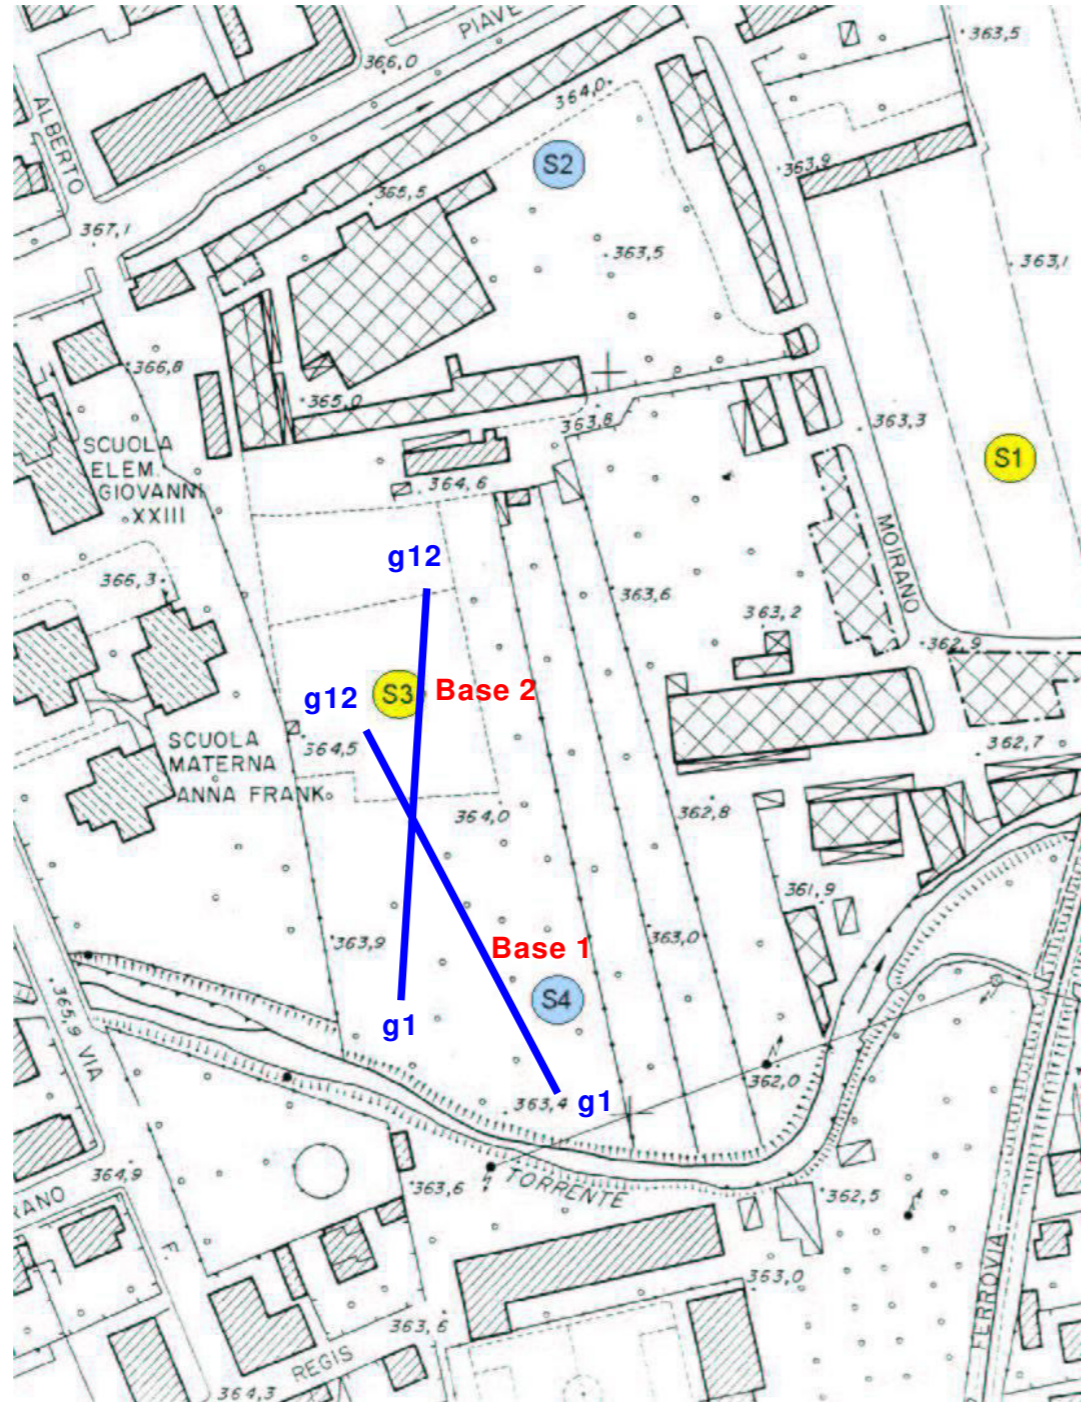 PIAVE
363,5
366,0
364,0
ALBERTO
S2
363,9
365,5
367,1
363,5
363,1
366,8
365,0
363,8
363,3
SCUOLA
ELEM.
GIOVANNI
XXIII
364,6
S1
MOIRANO
g12
366,3
363,6
363,2
362,9
S3
Base 2
g12
SCUOLA
MATERNA
ANNA FRANK
364,5
362,7
364,0
362,8
361,9
363,9
363,0
Base 1
S4
g1
365,9
VIA
362,0
363,4
g1
364,9
RANO
363,6
TORRENTE
362,5
F.
363,0
FERROVIA
363,6
REGIS
364,3